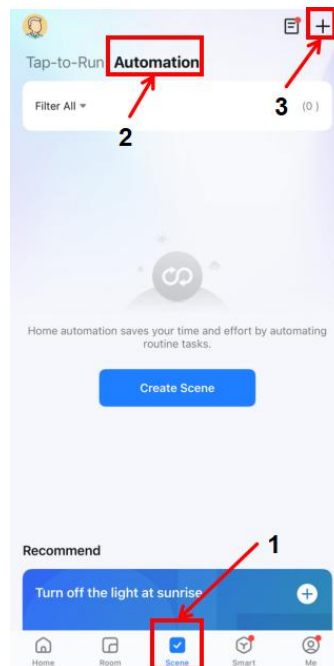 Tap-to-Run Automation
Filter All
3 (0)
2
Home automation saves your time and effort by automating
routine tasks.
Create Scene
1
Recommend
Turn off the light at sunrise
Home Room Scene Smart Me